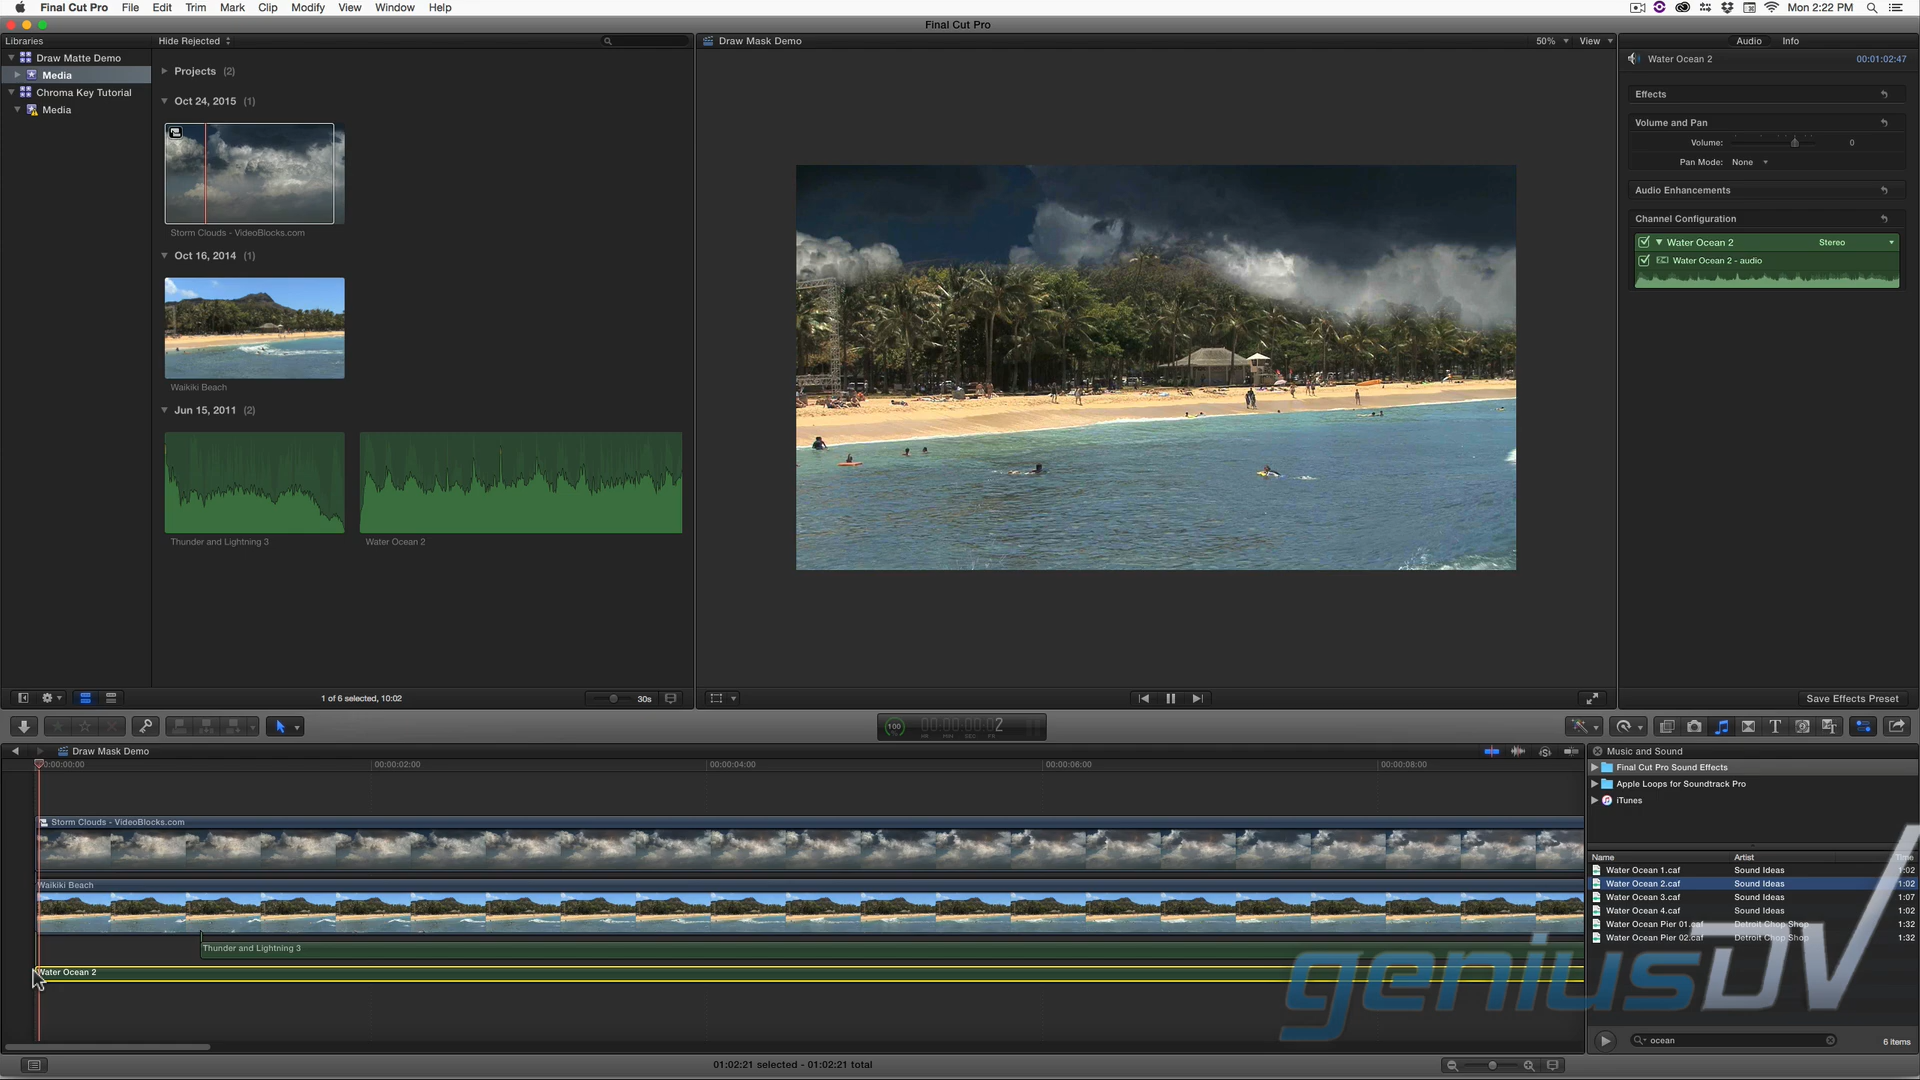 Final Cut Pro File Edit Trim Mark Clip Modify View Window Help Mon 2:22 PM
Final Cut Pro
Libraries Hide Rejected
Draw Mask Demo 50% View
Audio Info
Draw Matte Demo
Media
Chroma Key Tutorial
Media
Projects (2)
Oct 24, 2015 (1)
Storm Clouds - VideoBlocks.com
Oct 16, 2014 (1)
Waikiki Beach
Jun 15, 2011 (2)
Thunder and Lightning 3 Water Ocean 2
1 of 6 selected, 10:02
30s
Water Ocean 2 00:01:02:47
Effects
Volume and Pan
Volume: 0
Pan Mode: None
Audio Enhancements
Channel Configuration
Water Ocean 2 Stereo
Water Ocean 2 - audio
Save Effects Preset
100 00:00:00:02
HR MIN SEC FR
Draw Mask Demo
00:00:00:00 00:00:02:00 00:00:04:00 00:00:06:00 00:00:08:00
Storm Clouds - VideoBlocks.com
Waikiki Beach
Thunder and Lightning 3
Water Ocean 2
01:02:21 selected - 01:02:21 total
Music and Sound
Final Cut Pro Sound Effects
Apple Loops for Soundtrack Pro
iTunes
Name Artist Time
Water Ocean 1.caf Sound Ideas 1:02
Water Ocean 2.caf Sound Ideas 1:02
Water Ocean 3.caf Sound Ideas 1:07
Water Ocean 4.caf Sound Ideas 1:02
Water Ocean Pier 01.caf Detroit Chop Shop 1:32
Water Ocean Pier 02.caf Detroit Chop Shop 1:32
geniusDV
ocean 6 items